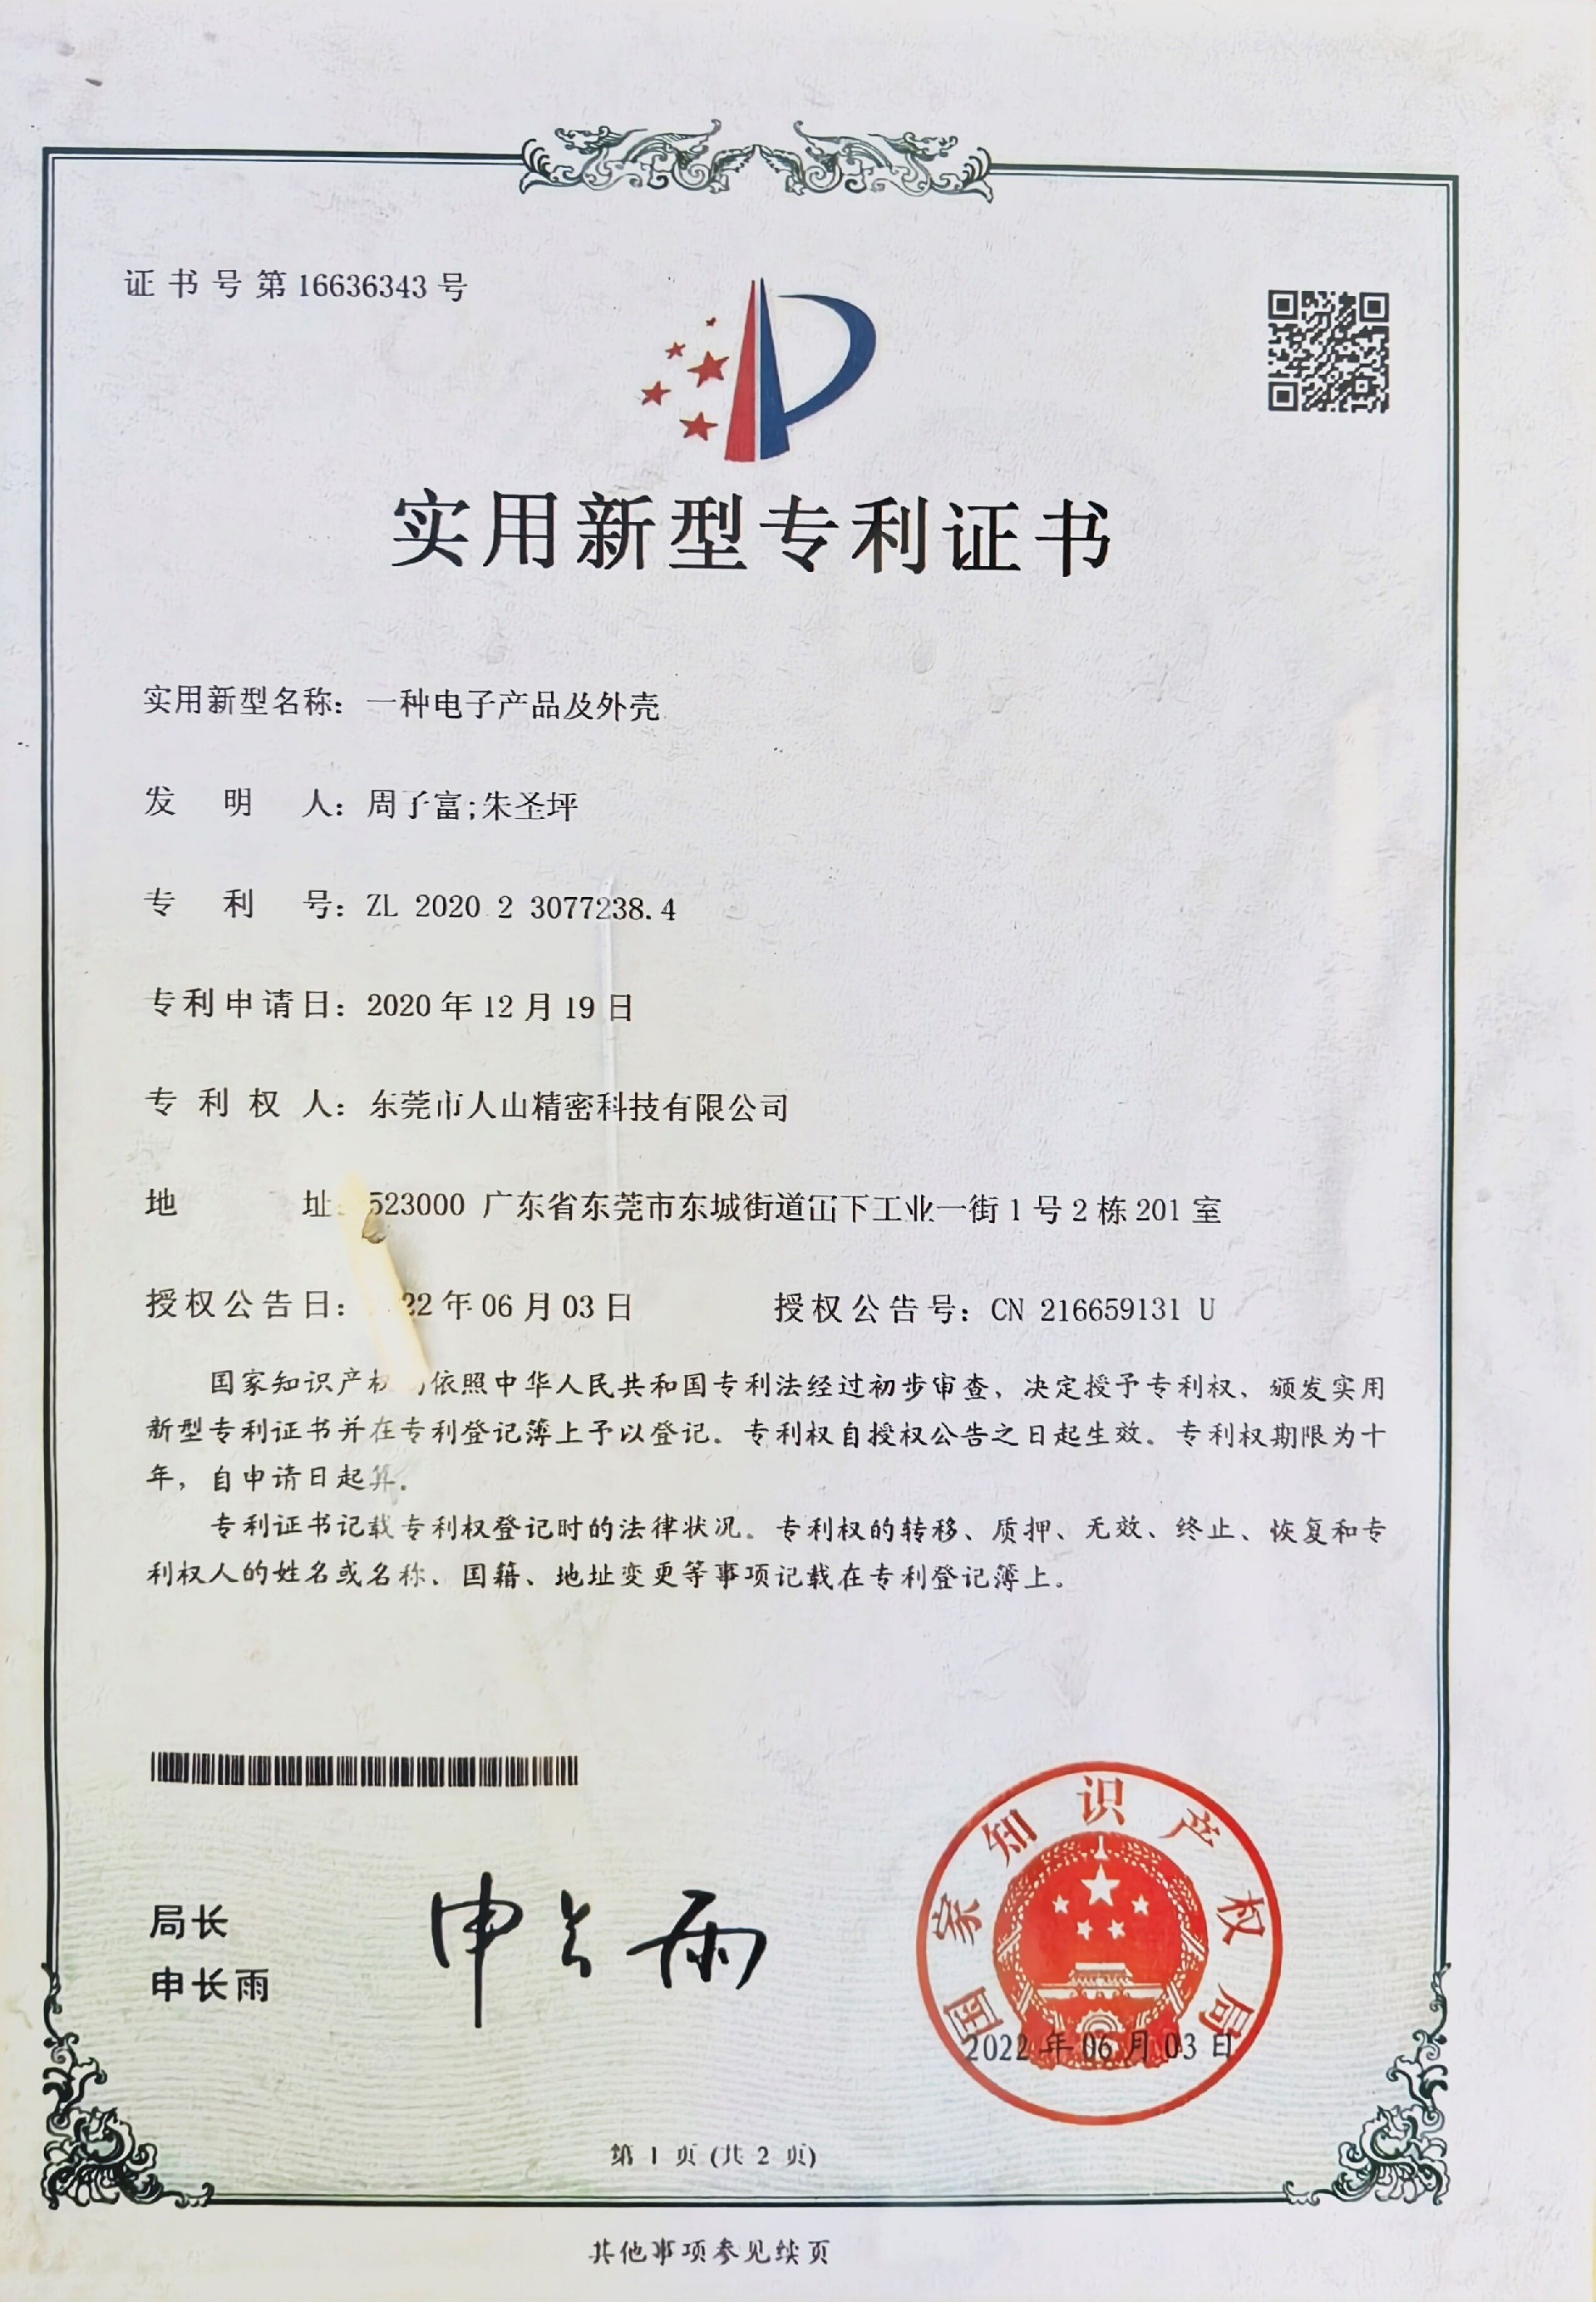 证书号第16636343号
实用新型专利证书
实用新型名称：一种电子产品及外壳
发明人：周子富;朱圣坪
专利号：ZL 2020 2 3077238.4
专利申请日：2020年12月19日
专利权人：东莞市人山精密科技有限公司
地址：523000 广东省东莞市东城街道 下工业一街1号2栋201室
授权公告日：22年06月03日 授权公告号：CN 216659131 U
国家知识产权 依照中华人民共和国专利法经过初步审查，决定授予专利权，颁发实用
新型专利证书并在专利登记簿上予以登记。专利权自授权公告之日起生效。专利权期限为十
年，自申请日起算。
专利证书记载专利权登记时的法律状况。专利权的转移、质押、无效、终止、恢复和专
利权人的姓名或名称、国籍、地址变更等事项记载在专利登记簿上。
局长
申长雨
申长雨
国家知识产权局
2022年06月03日
第 1 页 (共 2 页)
其他事项参见续页